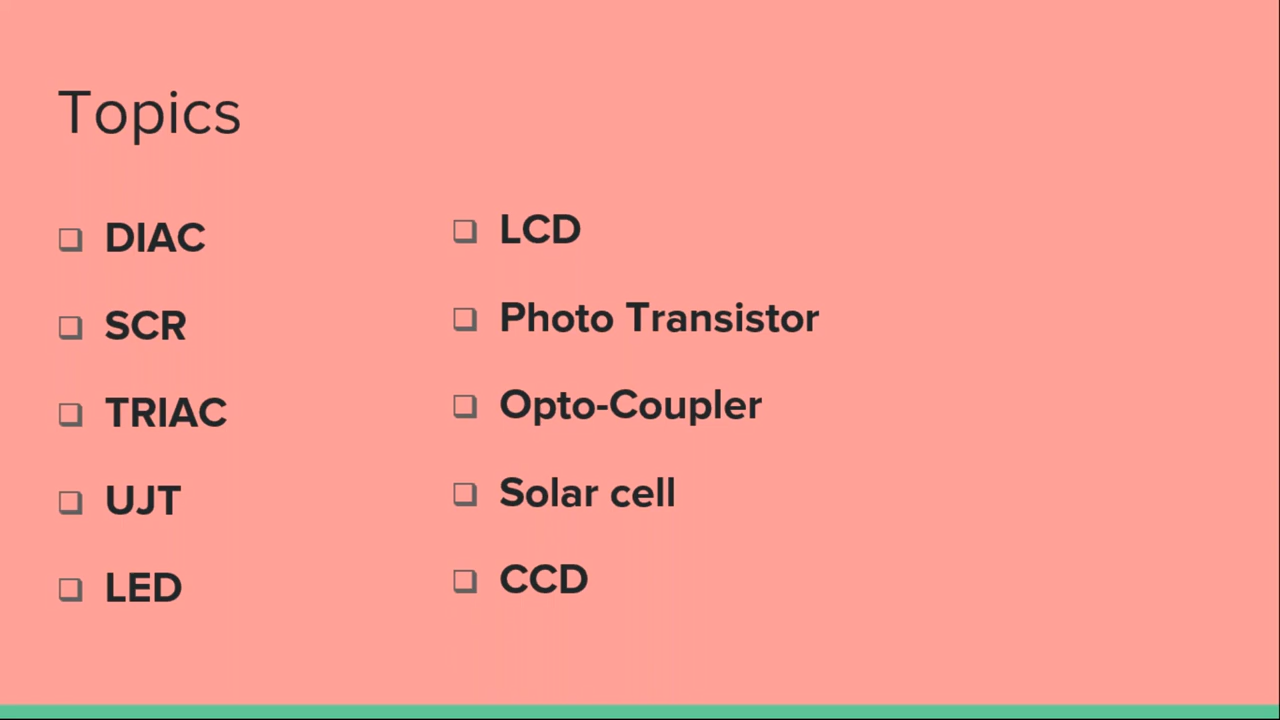 Topics
❏ DIAC
❏ SCR
❏ TRIAC
❏ UJT
❏ LED
❏ LCD
❏ Photo Transistor
❏ Opto-Coupler
❏ Solar cell
❏ CCD